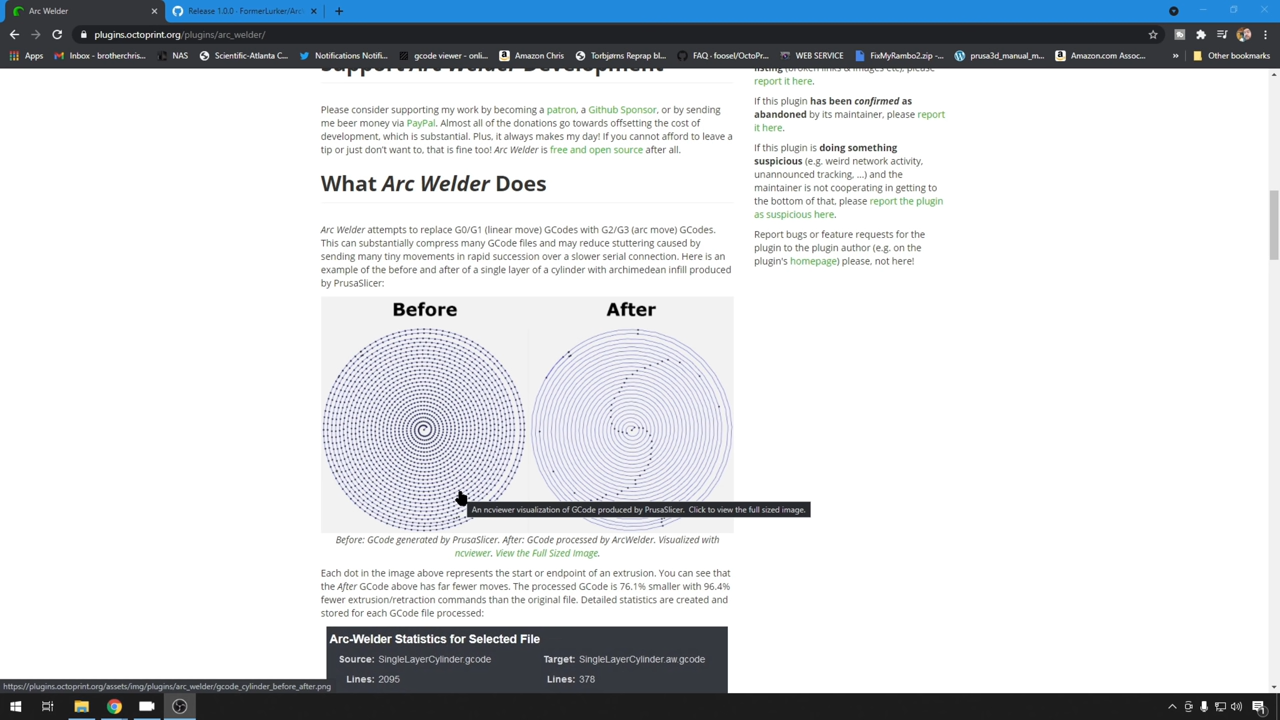 Arc Welder
Release 1.0.0 - FormerLurker/Arc
plugins.octoprint.org/plugins/arc_welder/
Apps
Inbox - brotherchris...
NAS
Scientific-Atlanta C...
Notifications Notifi...
gcode viewer - onli...
Amazon Chris
Torbjørns Reprap bl...
FAQ - foosel/OctoPr...
WEB SERVICE
FixMyRambo2.zip -...
prusa3d_manual_m...
Amazon.com Assoc...
»
Other bookmarks
Support Arc Welder Development
Please consider supporting my work by becoming a patron, a Github Sponsor, or by sending
me beer money via PayPal. Almost all of the donations go towards offsetting the cost of
development, which is substantial. Plus, it always makes my day! If you cannot afford to leave a
tip or just don't want to, that is fine too! Arc Welder is free and open source after all.
What Arc Welder Does
Arc Welder attempts to replace G0/G1 (linear move) GCodes with G2/G3 (arc move) GCodes.
This can substantially compress many GCode files and may reduce stuttering caused by
sending many tiny movements in rapid succession over a slower serial connection. Here is an
example of the before and after of a single layer of a cylinder with archimedean infill produced
by PrusaSlicer:
Before
After
An ncviewer visualization of GCode produced by PrusaSlicer. Click to view the full sized image.
Before: GCode generated by PrusaSlicer. After: GCode processed by ArcWelder. Visualized with
ncviewer. View the Full Sized Image.
Each dot in the image above represents the start or endpoint of an extrusion. You can see that
the After GCode above has far fewer moves. The processed GCode is 76.1% smaller with 96.4%
fewer extrusion/retraction commands than the original file. Detailed statistics are created and
stored for each GCode file processed:
Arc-Welder Statistics for Selected File
Source: SingleLayerCylinder.gcode
Target: SingleLayerCylinder.aw.gcode
Lines: 2095
Lines: 378
listing (broken links & images etc), please
report it here.
If this plugin has been confirmed as
abandoned by its maintainer, please report
it here.
If this plugin is doing something
suspicious (e.g. weird network activity,
unannounced tracking, ...) and the
maintainer is not cooperating in getting to
the bottom of that, please report the plugin
as suspicious here.
Report bugs or feature requests for the
plugin to the plugin author (e.g. on the
plugin's homepage) please, not here!
https://plugins.octoprint.org/assets/img/plugins/arc_welder/gcode_cylinder_before_after.png